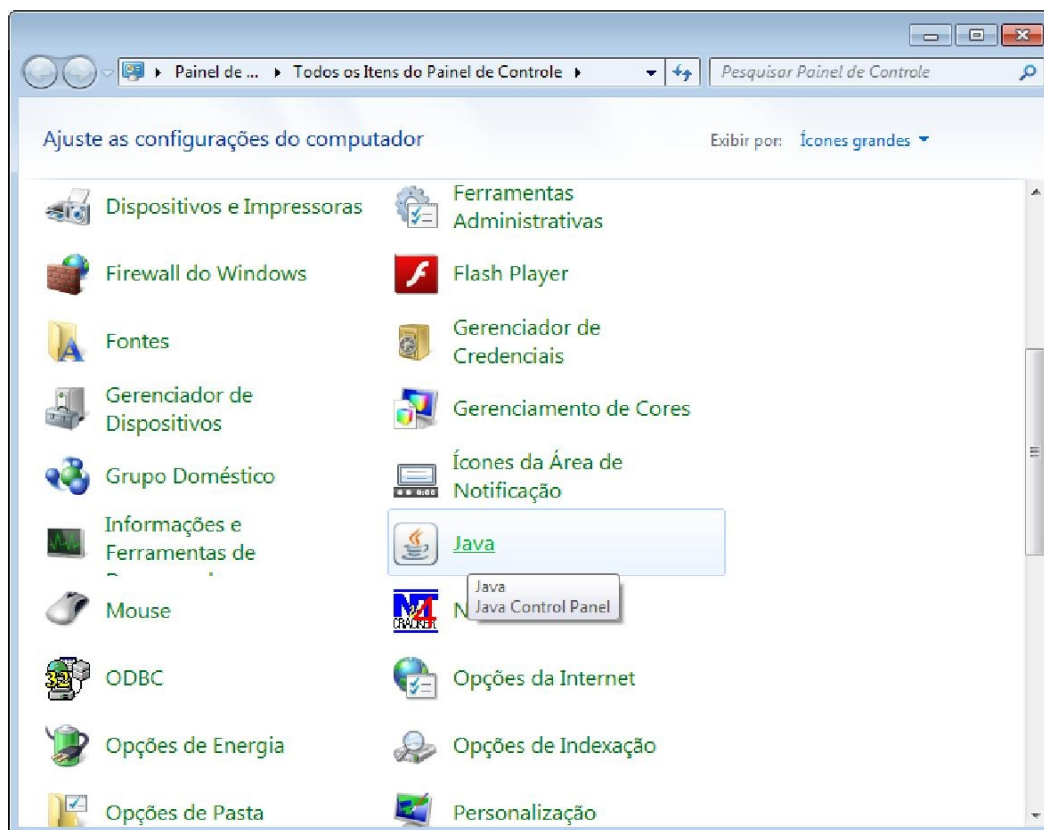 Painel de ... Todos os Itens do Painel de Controle Pesquisar Painel de Controle
Ajuste as configurações do computador Exibir por: Ícones grandes
Dispositivos e Impressoras
Ferramentas
Administrativas
Firewall do Windows
Flash Player
Fontes
Gerenciador de
Credenciais
Gerenciador de
Dispositivos
Gerenciamento de Cores
Grupo Doméstico
Ícones da Área de
Notificação
Informações e
Ferramentas de
Java
Java
Java Control Panel
Mouse
N4
CRACKER
N
ODBC
Opções da Internet
Opções de Energia
Opções de Indexação
Opções de Pasta
Personalização